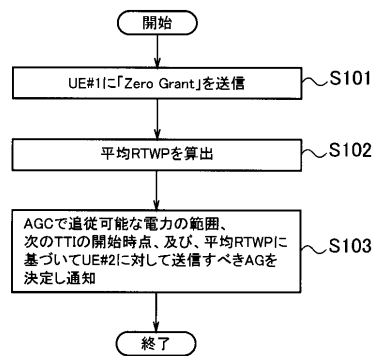 開始
UE#1に「Zero Grant」を送信
S101
平均RTWPを算出
S102
AGCで追従可能な電力の範囲、
次のTTIの開始時点、及び、平均RTWPに
基づいてUE#2に対して送信すべきAGを
決定し通知
S103
終了